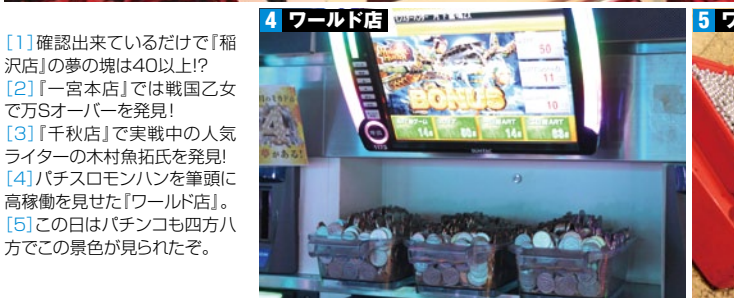 [1]確認出来ているだけで『稲
沢店』の夢の塊は40以上!?
[2]『一宮本店』では戦国乙女
で万Sオーバーを発見!
[3]『千秋店』で実戦中の人気
ライターの木村魚拓氏を発見!
[4]パチスロモンハンを筆頭に
高稼働を見せた『ワールド店』。
[5]この日はパチンコも四方八
方でこの景色が見られたぞ。
4 ワールド店
50
11
10
BONUS
1173
5 ワ